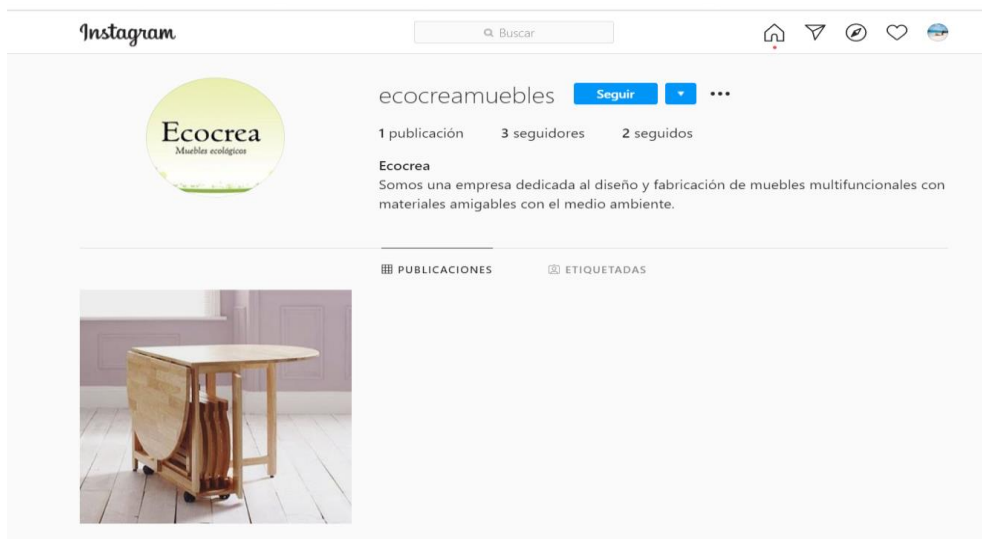 Instagram
Buscar
Ecocrea
Muebles ecológicos
ecocreamuebles Seguir
1 publicación 3 seguidores 2 seguidos
Ecocrea
Somos una empresa dedicada al diseño y fabricación de muebles multifuncionales con
materiales amigables con el medio ambiente.
PUBLICACIONES ETIQUETADAS